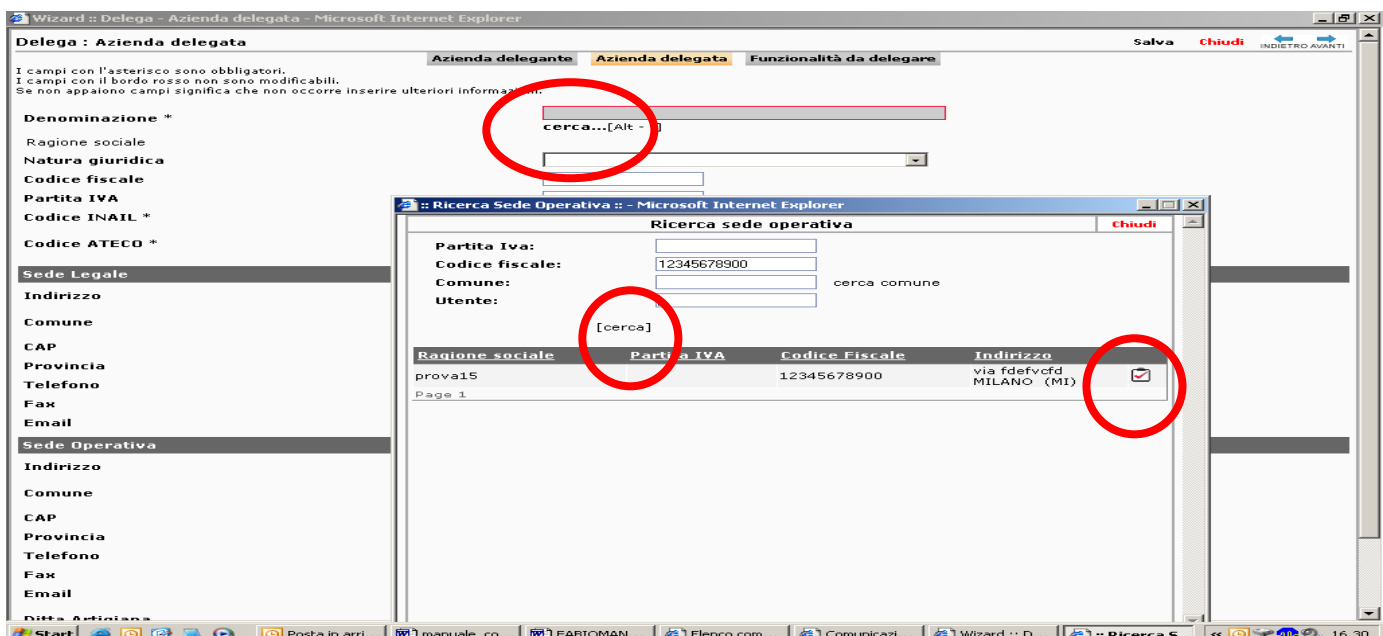 Wizard :: Delega - Azienda delegata - Microsoft Internet Explorer
Delega : Azienda delegata
Salva Chiudi INDIETRO AVANTI
Azienda delegante Azienda delegata Funzionalità da delegare
I campi con l'asterisco sono obbligatori.
I campi con il bordo rosso non sono modificabili.
Se non appaiono campi significa che non occorre inserire ulteriori informazioni.
Denominazione *
cerca...[Alt -
Ragione sociale
Natura giuridica
Codice fiscale
Partita IVA
Codice INAIL *
Codice ATECO *
Sede Legale
Indirizzo
Comune
CAP
Provincia
Telefono
Fax
Email
Sede Operativa
Indirizzo
Comune
CAP
Provincia
Telefono
Fax
Email
Ditta Artigiana
:: Ricerca Sede Operativa :: - Microsoft Internet Explorer
Ricerca sede operativa Chiudi
Partita Iva:
Codice fiscale: 12345678900
Comune: cerca comune
Utente:
[cerca]
Ragione sociale Partita IVA Codice Fiscale Indirizzo
prova15 12345678900 via fdefvcfd
MILANO (MI)
Page 1
Start Posta in arri... manuale_co... FABIOMAN... Elenco com... Comunicazi... Wizard :: D... :: Ricerca S... « 16.30